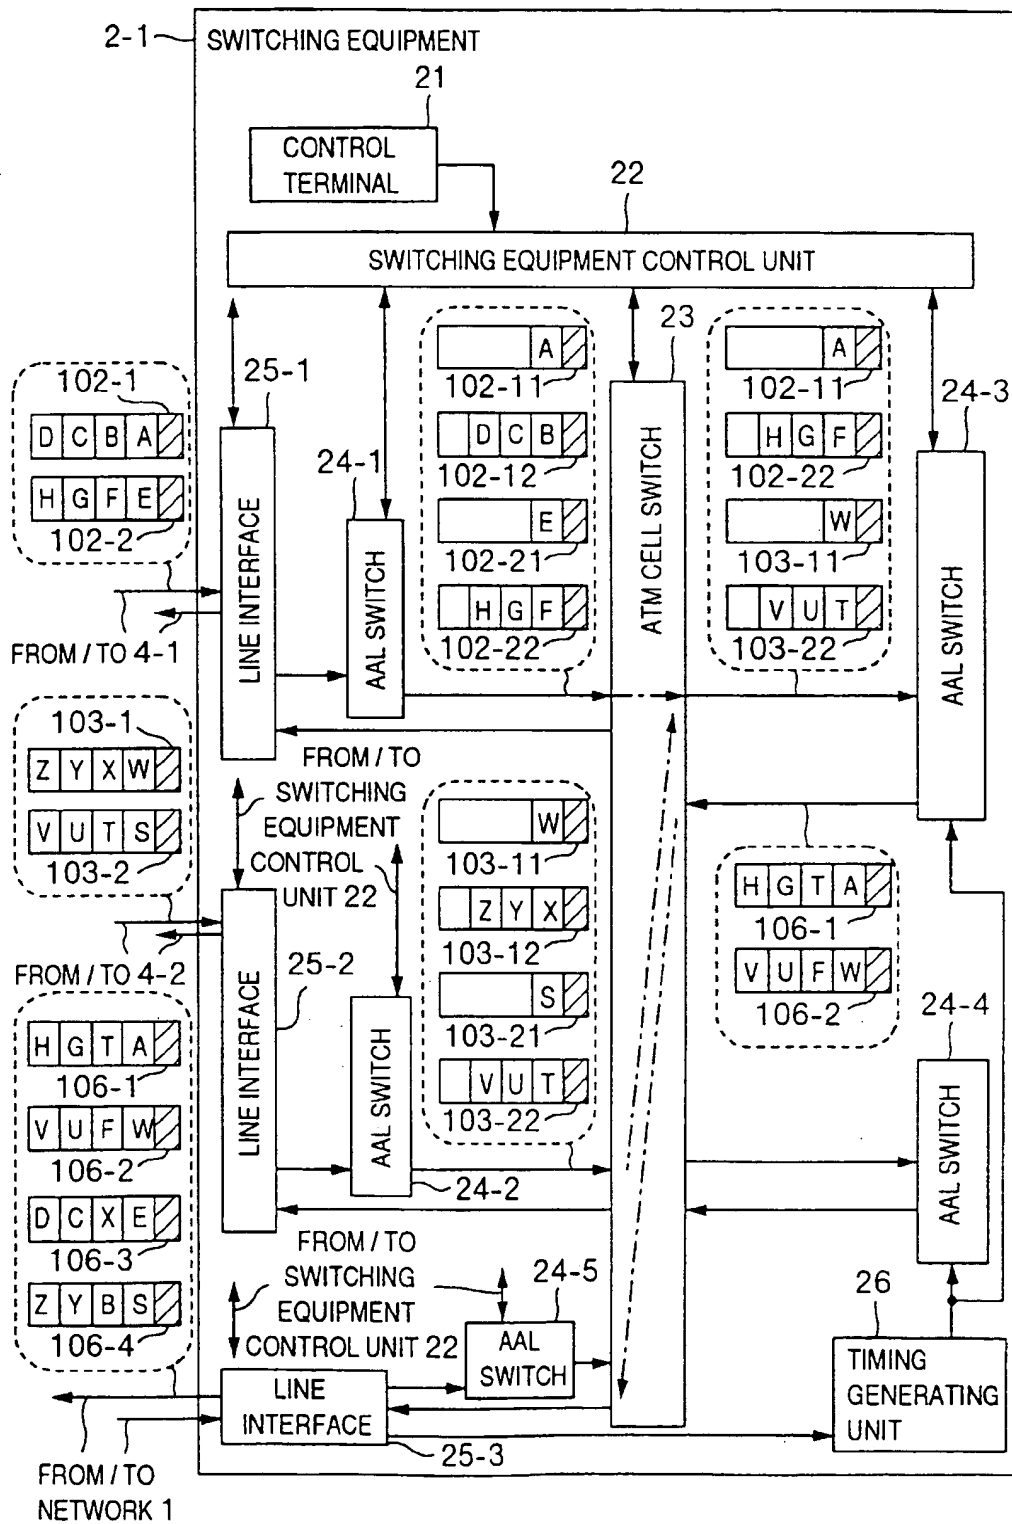 2-1
SWITCHING EQUIPMENT
21
CONTROL
TERMINAL
22
SWITCHING EQUIPMENT CONTROL UNIT
102-1
D C B A
H G F E
102-2
25-1
LINE INTERFACE
FROM / TO 4-1
24-1
AAL SWITCH
A
102-11
D C B
102-12
E
102-21
H G F
102-22
23
ATM CELL SWITCH
A
102-11
H G F
102-22
W
103-11
V U T
103-22
24-3
AAL SWITCH
103-1
Z Y X W
V U T S
103-2
FROM / TO 4-2
FROM / TO
SWITCHING
EQUIPMENT
CONTROL
UNIT 22
25-2
LINE INTERFACE
24-2
AAL SWITCH
W
103-11
Z Y X
103-12
S
103-21
V U T
103-22
H G T A
106-1
V U F W
106-2
24-4
AAL SWITCH
H G T A
106-1
V U F W
106-2
D C X E
106-3
Z Y B S
106-4
FROM / TO
SWITCHING
EQUIPMENT
CONTROL UNIT 22
24-5
AAL
SWITCH
26
TIMING
GENERATING
UNIT
LINE
INTERFACE
25-3
FROM / TO
NETWORK 1